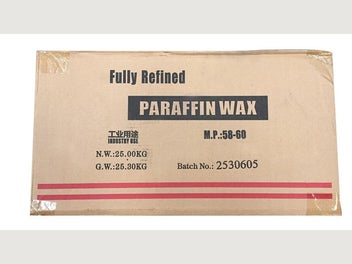 Fully Refined
PARAFFIN WAX
工业用途 M.P.:58-60
INDUSTRY USE
N.W.:25.00KG
G.W.:25.30KG Batch No.: 2530605